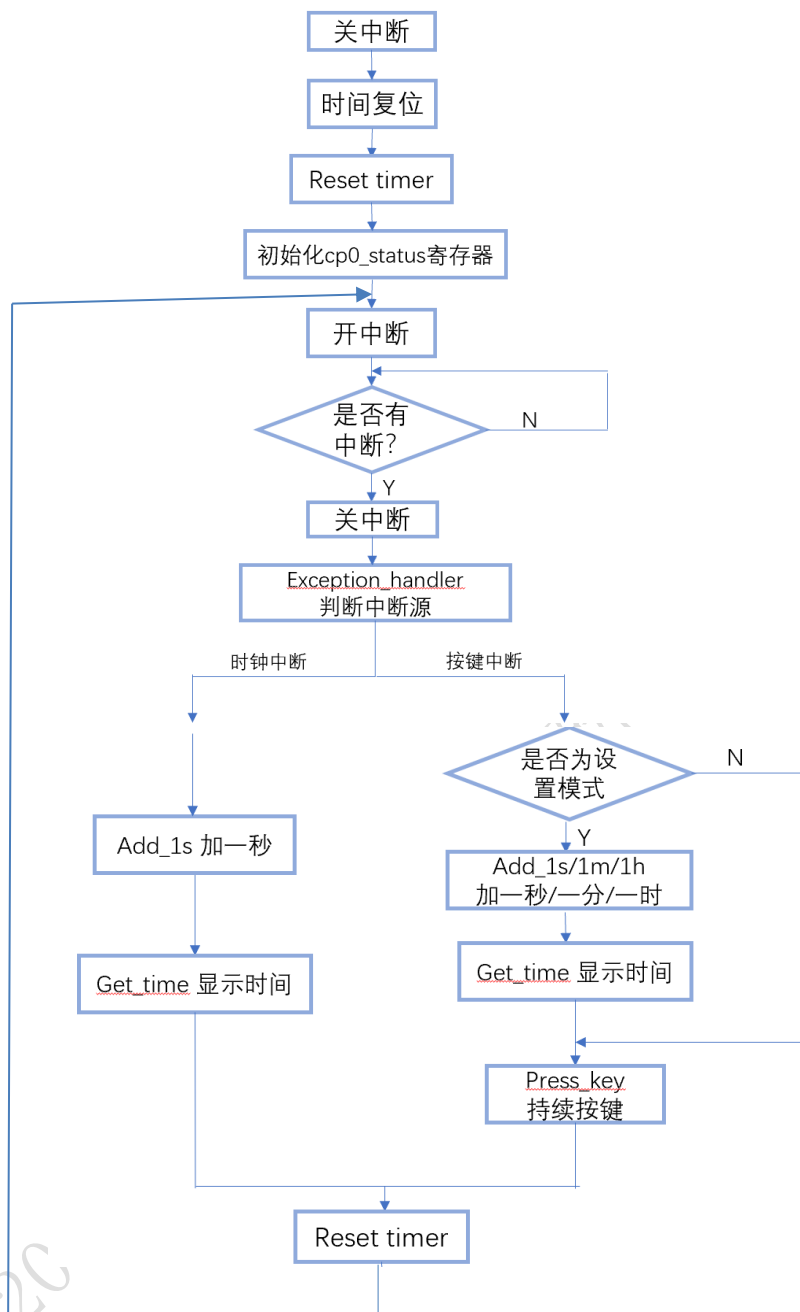 关中断
时间复位
Reset timer
初始化cp0_status寄存器
开中断
是否有
中断?
N
Y
关中断
Exception_handler
判断中断源
时钟中断
按键中断
是否为设
置模式
N
Y
Add_1s 加一秒
Add_1s/1m/1h
加一秒/一分/一时
Get_time 显示时间
Get_time 显示时间
Press_key
持续按键
Reset timer